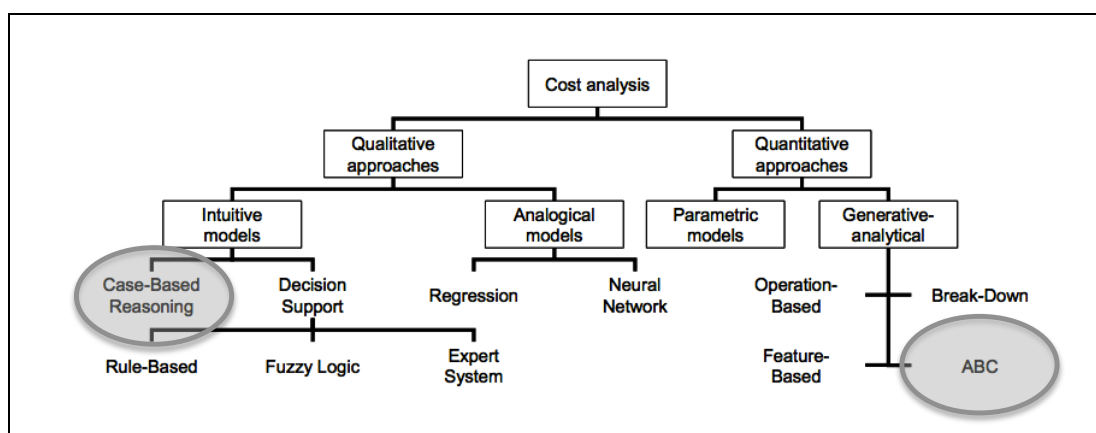 Cost analysis
Qualitative
approaches
Quantitative
approaches
Intuitive
models
Analogical
models
Parametric
models
Generative-
analytical
Case-Based
Reasoning
Decision
Support
Regression
Neural
Network
Operation-
Based
Break-Down
Rule-Based
Fuzzy Logic
Expert
System
Feature-
Based
ABC